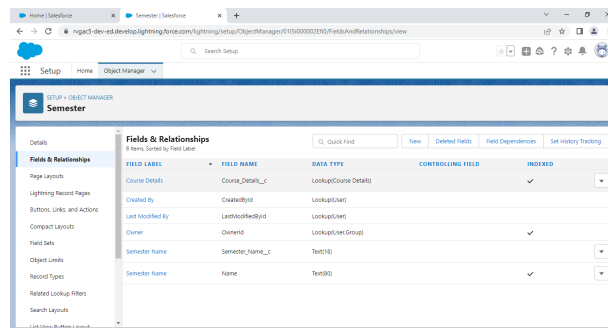 Home | Salesforce
Semester | Salesforce
rvgac5-dev-ed.develop.lightning.force.com/lightning/setup/ObjectManager/01I5i000002Efl0/FieldsAndRelationships/view
Search Setup
Setup
Home
Object Manager
SETUP > OBJECT MANAGER
Semester
Details
Fields & Relationships
Page Layouts
Lightning Record Pages
Buttons, Links, and Actions
Compact Layouts
Field Sets
Object Limits
Record Types
Related Lookup Filters
Search Layouts
List View Button Layout
Fields & Relationships
6 Items, Sorted by Field Label
Quick Find
New
Deleted Fields
Field Dependencies
Set History Tracking
FIELD LABEL FIELD NAME DATA TYPE CONTROLLING FIELD INDEXED
Course Details Course_Details__c Lookup(Course Details)
Created By CreatedById Lookup(User)
Last Modified By LastModifiedById Lookup(User)
Owner OwnerId Lookup(User,Group)
Semester Name Semester_Name__c Text(18)
Semester Name Name Text(80)